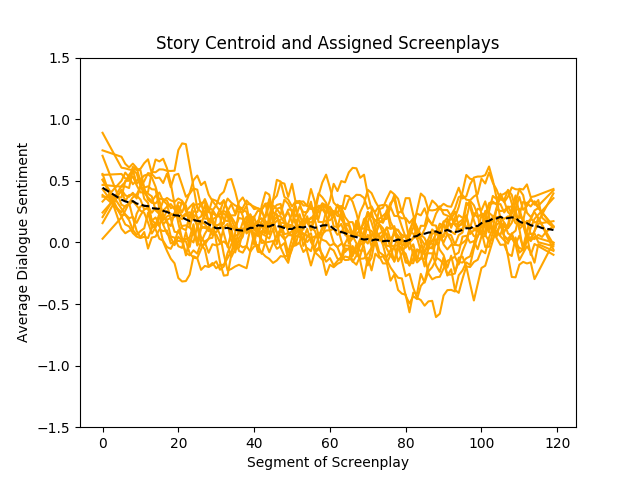 Story Centroid and Assigned Screenplays
1.5
1.0
0.5
0.0
−0.5
−1.0
−1.5
Average Dialogue Sentiment
0 20 40 60 80 100 120
Segment of Screenplay